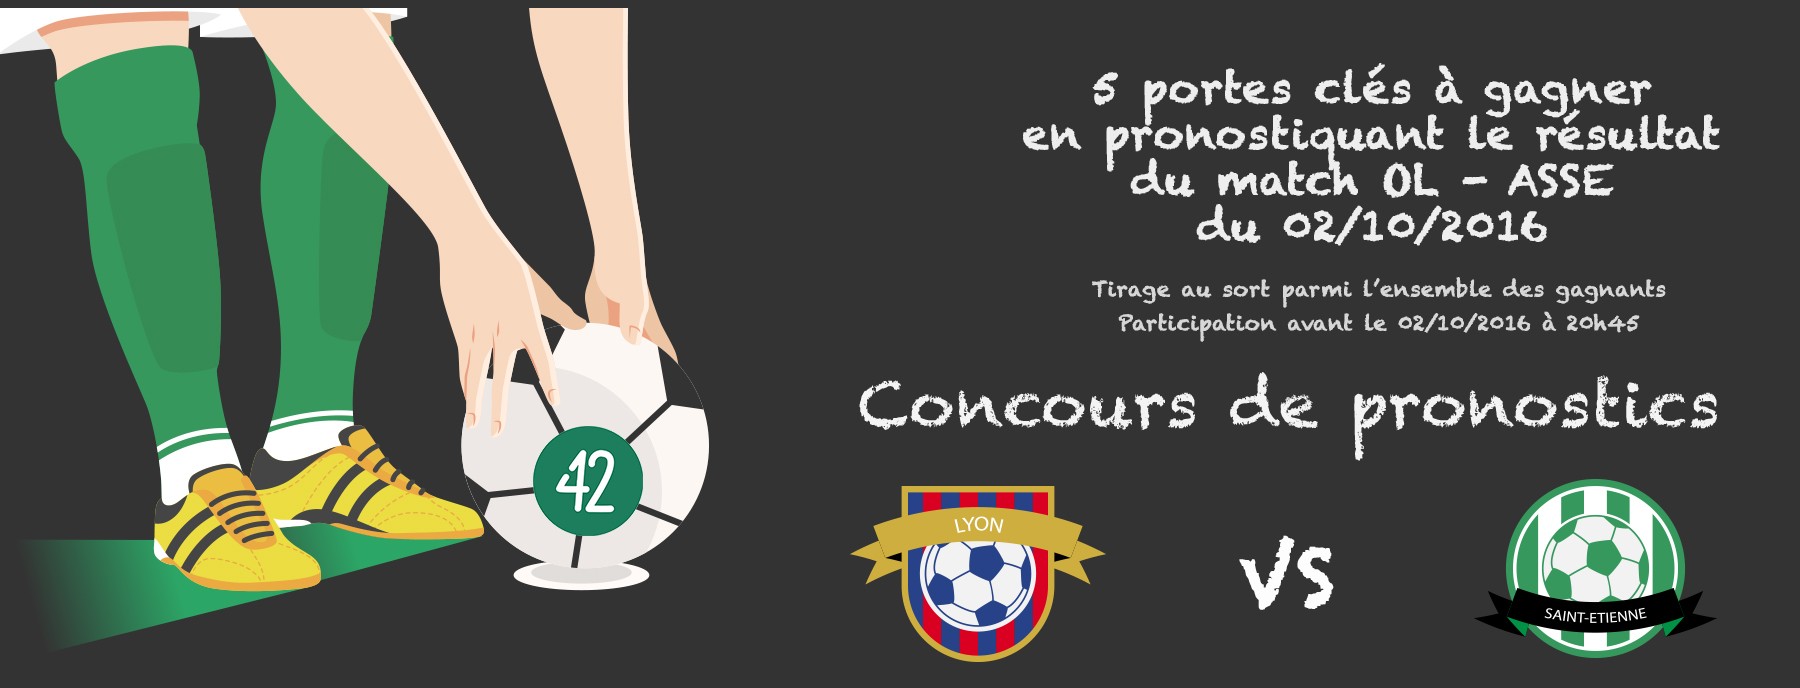 5 portes clés à gagner
en pronostiquant le résultat
du match OL - ASSE
du 02/10/2016
Tirage au sort parmi l'ensemble des gagnants
Participation avant le 02/10/2016 à 20h45
Concours de pronostics
42
LYON
VS
SAINT-ETIENNE